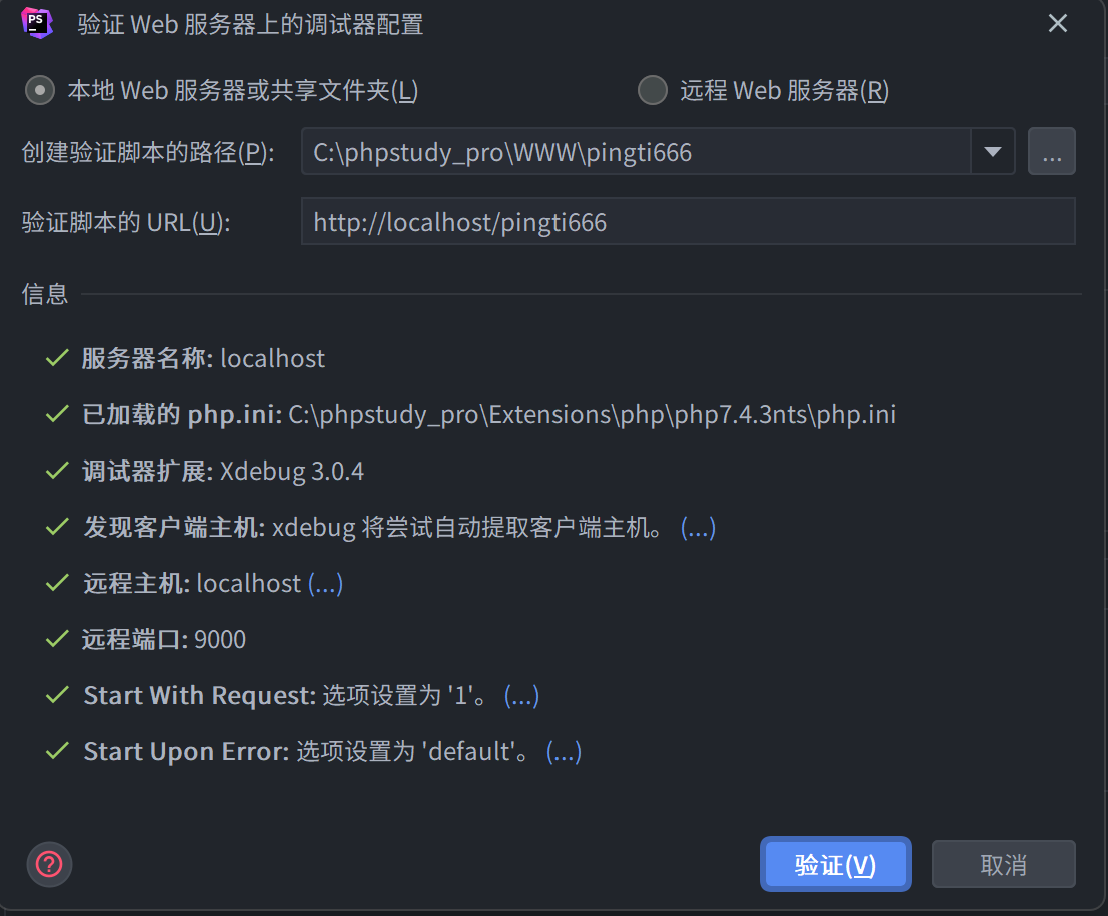 PS 验证 Web 服务器上的调试器配置
本地 Web 服务器或共享文件夹(L) 远程 Web 服务器(R)
创建验证脚本的路径(P): C:\phpstudy_pro\WWW\pingti666 ...
验证脚本的 URL(U): http://localhost/pingti666
信息
服务器名称: localhost
已加载的 php.ini: C:\phpstudy_pro\Extensions\php\php7.4.3nts\php.ini
调试器扩展: Xdebug 3.0.4
发现客户端主机: xdebug 将尝试自动提取客户端主机。 (...)
远程主机: localhost (...)
远程端口: 9000
Start With Request: 选项设置为 '1'。 (...)
Start Upon Error: 选项设置为 'default'。 (...)
? 验证(V) 取消